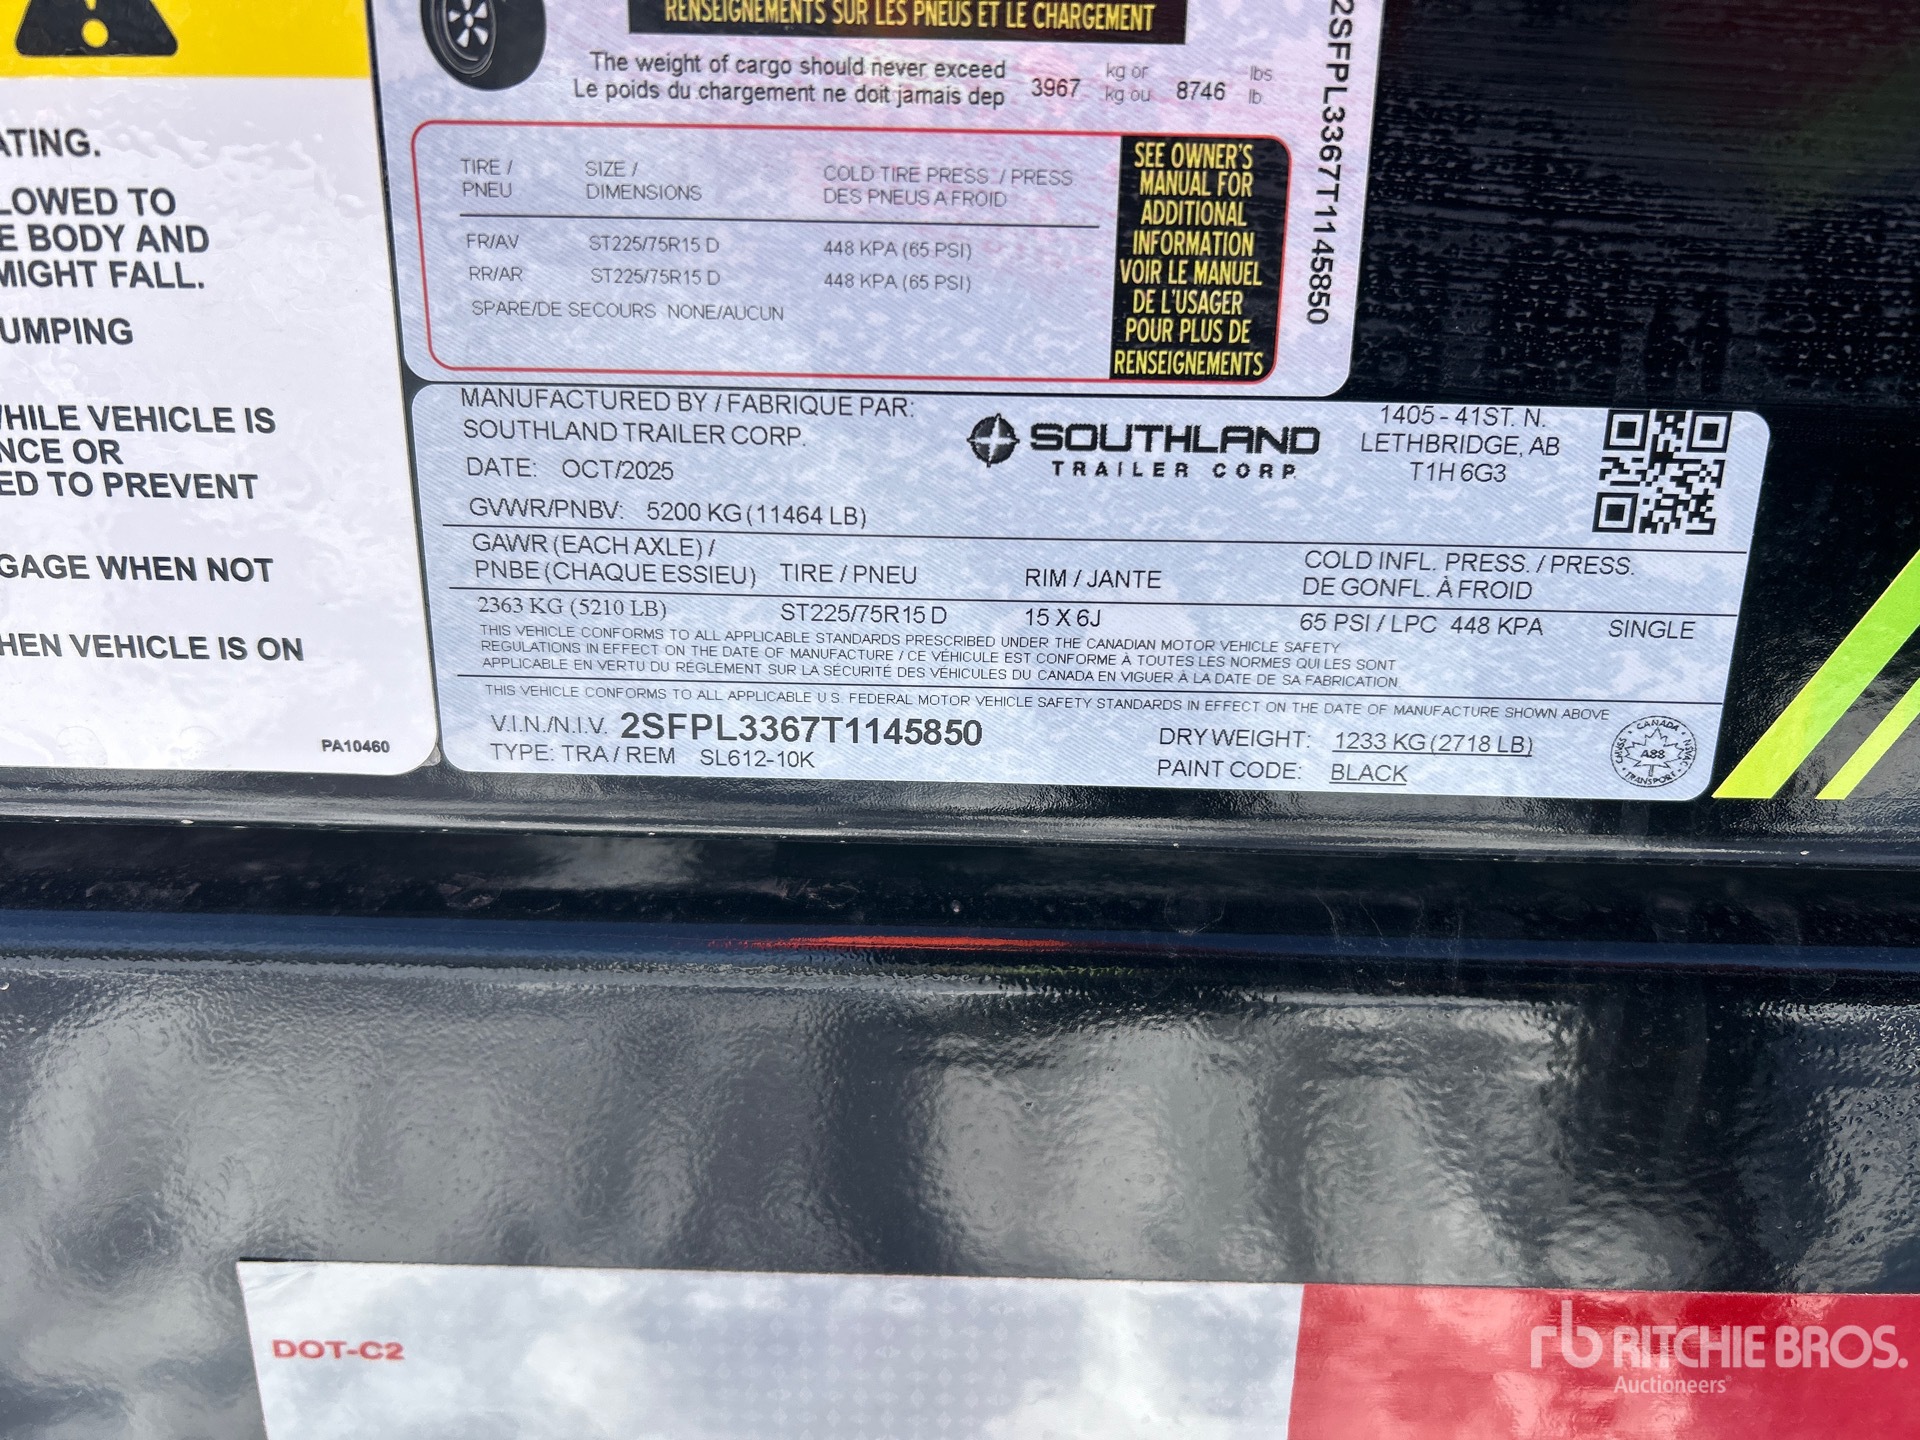 ATING.
LOWED TO
E BODY AND
MIGHT FALL.
UMPING
WHILE VEHICLE IS
NCE OR
ED TO PREVENT
GAGE WHEN NOT
HEN VEHICLE IS ON
PA10460
RENSEIGNEMENTS SUR LES PNEUS ET LE CHARGEMENT
The weight of cargo should never exceed
Le poids du chargement ne doit jamais dep
3967 kg or kg ou 8746 lbs lb
TIRE / PNEU
SIZE / DIMENSIONS
COLD TIRE PRESS. / PRESS
DES PNEUS A FROID
FR/AV ST225/75R15 D 448 KPA (65 PSI)
RR/AR ST225/75R15 D 448 KPA (65 PSI)
SPARE/DE SECOURS NONE/AUCUN
SEE OWNER'S
MANUAL FOR
ADDITIONAL
INFORMATION
VOIR LE MANUEL
DE L'USAGER
POUR PLUS DE
RENSEIGNEMENTS
2SFPL3367T1145850
MANUFACTURED BY / FABRIQUE PAR:
SOUTHLAND TRAILER CORP.
DATE: OCT/2025
GVWR/PNBV: 5200 KG (11464 LB)
SOUTHLAND
TRAILER CORP.
1405 - 41ST. N.
LETHBRIDGE, AB
T1H 6G3
GAWR (EACH AXLE) /
PNBE (CHAQUE ESSIEU) TIRE / PNEU RIM / JANTE
COLD INFL. PRESS. / PRESS.
DE GONFL. À FROID
2363 KG (5210 LB) ST225/75R15 D 15 X 6J 65 PSI / LPC 448 KPA SINGLE
THIS VEHICLE CONFORMS TO ALL APPLICABLE STANDARDS PRESCRIBED UNDER THE CANADIAN MOTOR VEHICLE SAFETY
REGULATIONS IN EFFECT ON THE DATE OF MANUFACTURE / CE VÉHICULE EST CONFORME À TOUTES LES NORMES QUI LES SONT
APPLICABLE EN VERTU DU RÈGLEMENT SUR LA SÉCURITÉ DES VÉHICULES DU CANADA EN VIGUER À LA DATE DE SA FABRICATION
THIS VEHICLE CONFORMS TO ALL APPLICABLE U.S. FEDERAL MOTOR VEHICLE SAFETY STANDARDS IN EFFECT ON THE DATE OF MANUFACTURE SHOWN ABOVE
V.I.N./N.I.V. 2SFPL3367T1145850
TYPE: TRA / REM SL612-10K
DRY WEIGHT: 1233 KG (2718 LB)
PAINT CODE: BLACK
CANADA
A88
TRANSPORT
DOT-C2
rb RITCHIE BROS.
Auctioneers